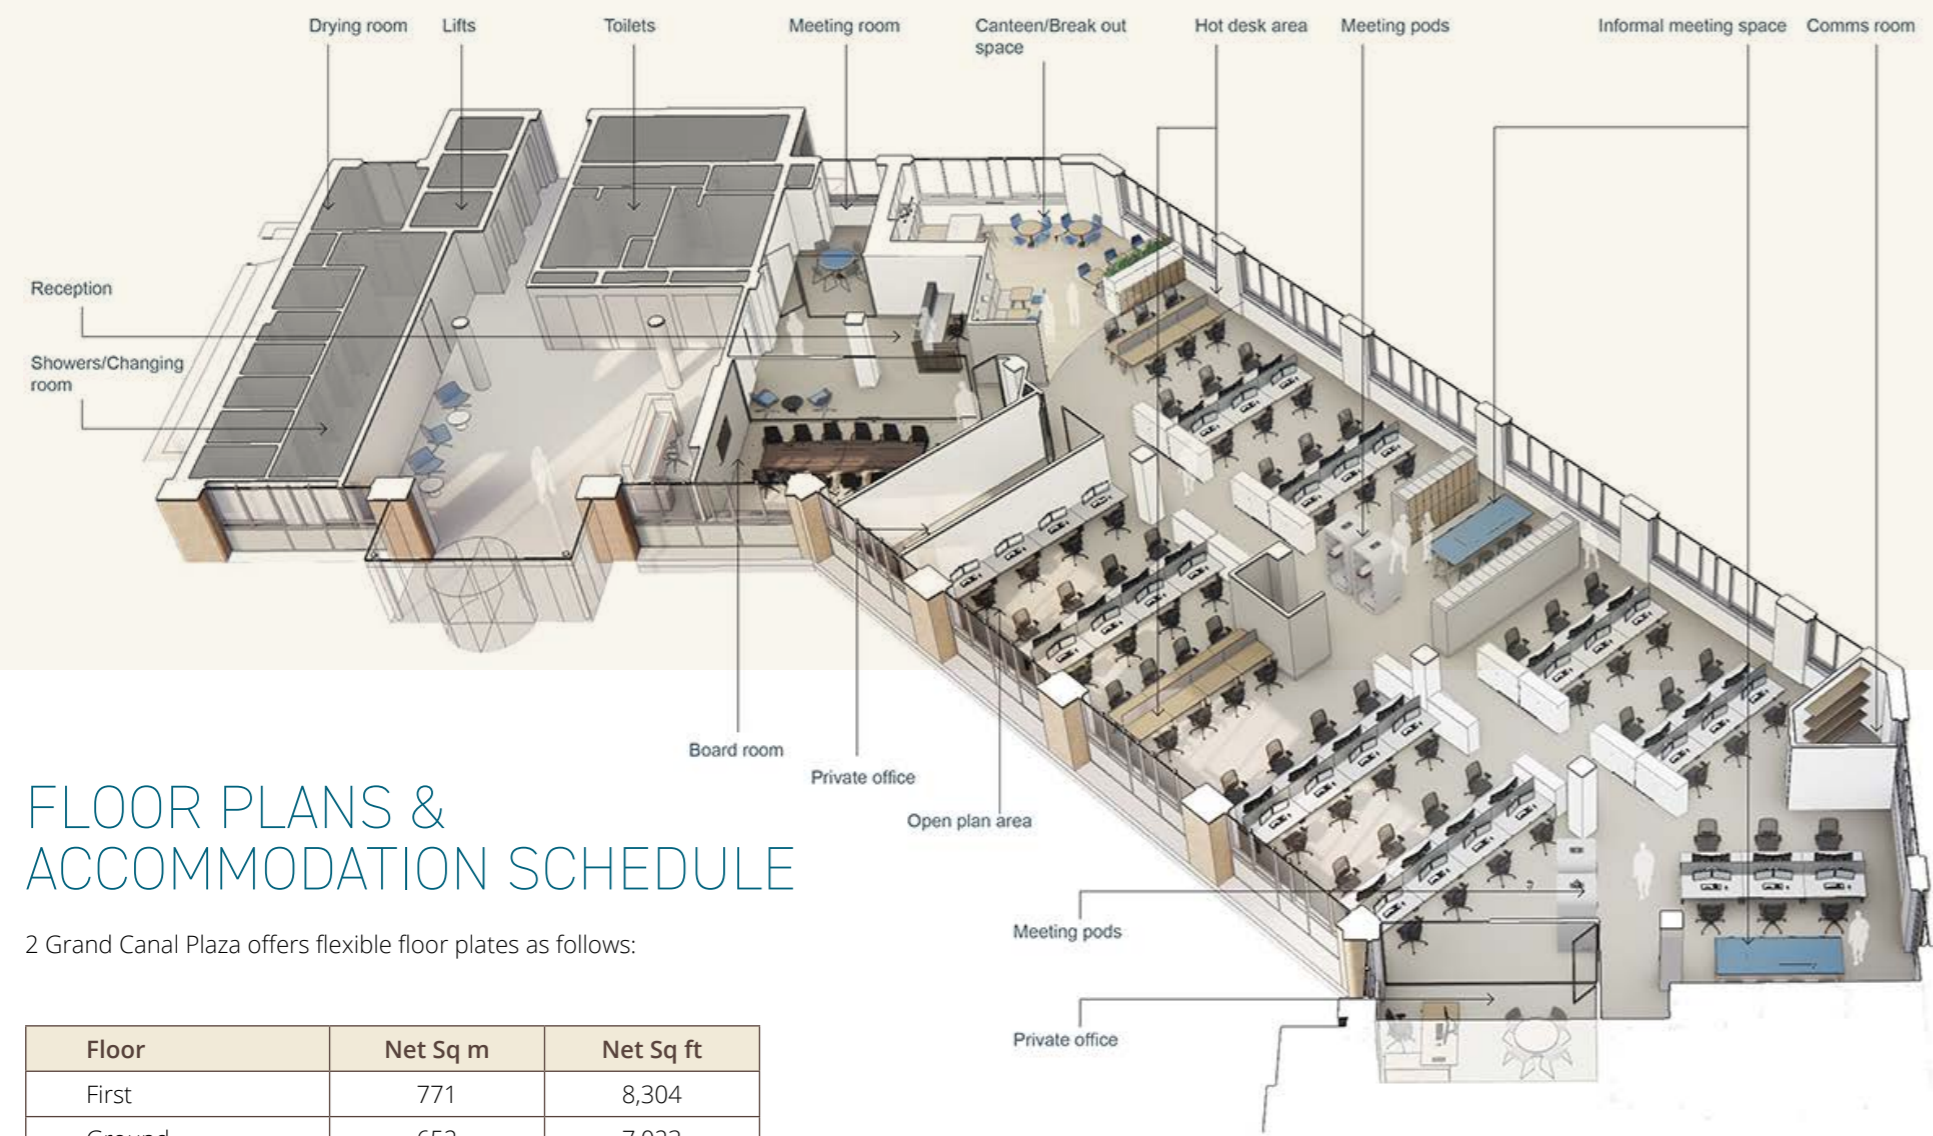 Drying room
Lifts
Toilets
Meeting room
Canteen/Break out
space
Hot desk area
Meeting pods
Informal meeting space
Comms room
Reception
Showers/Changing
room
Board room
Private office
Open plan area
Meeting pods
Private office
FLOOR PLANS &
ACCOMMODATION SCHEDULE
2 Grand Canal Plaza offers flexible floor plates as follows:
Floor Net Sq m Net Sq ft
First 771 8,304
Ground